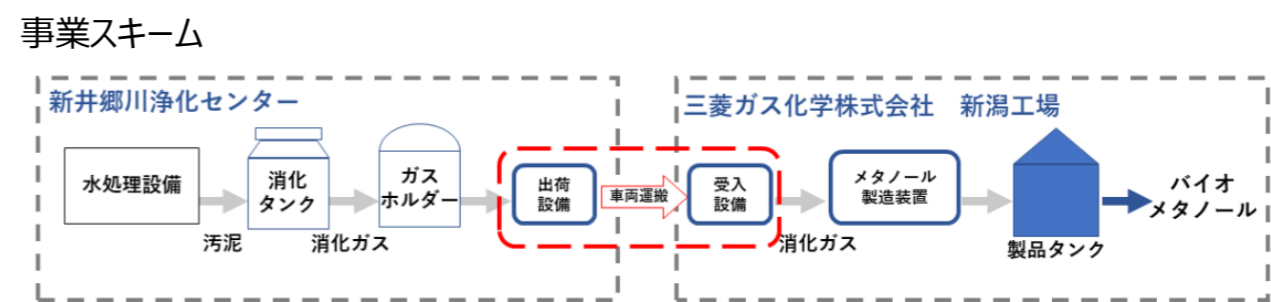 事業スキーム
新井郷川浄化センター
水処理設備
汚泥
消化
タンク
消化ガス
ガス
ホルダー
出荷
設備
車両運搬
三菱ガス化学株式会社　新潟工場
受入
設備
消化ガス
メタノール
製造装置
製品タンク
バイオ
メタノール